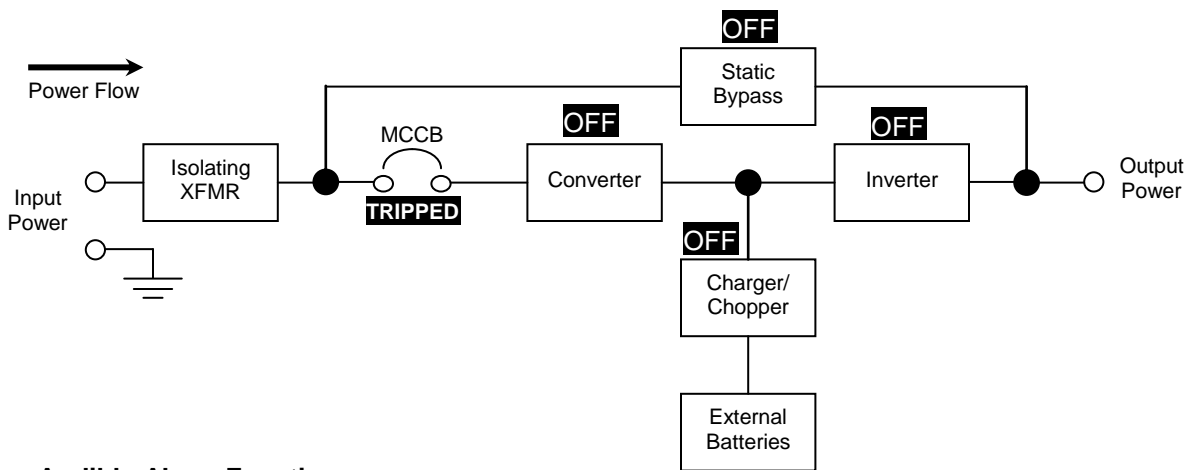 OFF
Power Flow
Static
Bypass
MCCB
OFF
OFF
Input
Power
Isolating
XFMR
TRIPPED
Converter
Inverter
Output
Power
OFF
Charger/
Chopper
External
Batteries